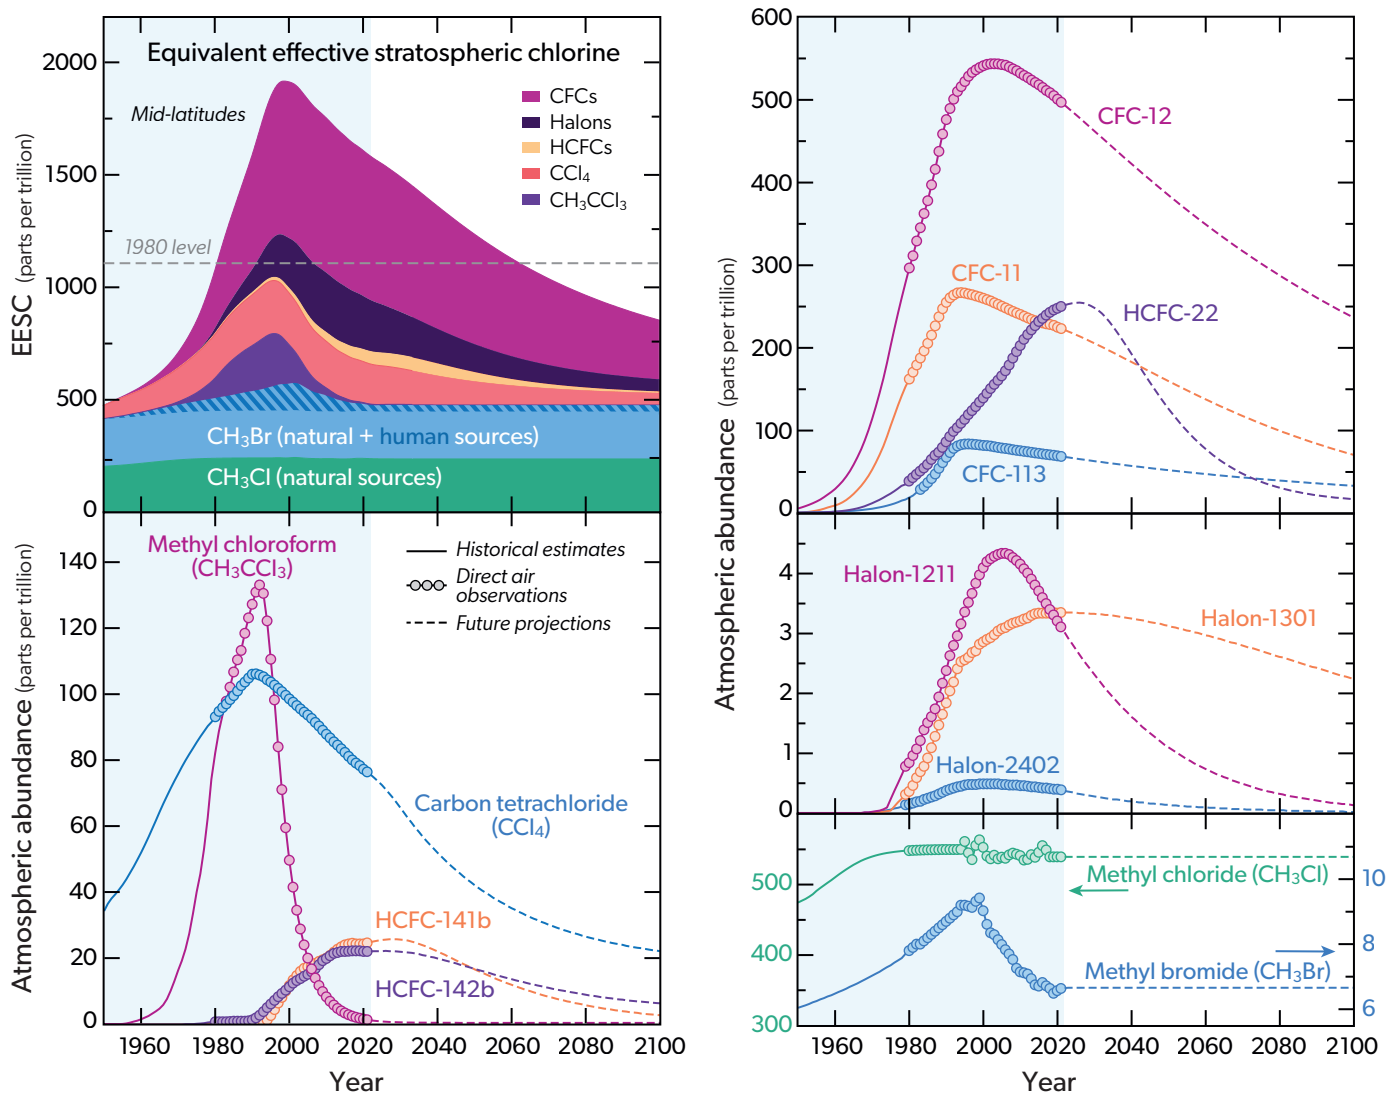 Equivalent effective stratospheric chlorine
Mid-latitudes
CFCs
Halons
HCFCs
CCl₄
CH₃CCl₃
1980 level
EESC (parts per trillion)
2000
1500
1000
500
0
CH₃Br (natural + human sources)
CH₃Cl (natural sources)
Methyl chloroform
(CH₃CCl₃)
Historical estimates
Direct air
observations
Future projections
Carbon tetrachloride
(CCl₄)
HCFC-141b
HCFC-142b
Atmospheric abundance (parts per trillion)
140
120
100
80
60
40
20
0
1960 1980 2000 2020 2040 2060 2080 2100
Year
600
500
400
300
200
100
0
CFC-12
CFC-11
HCFC-22
CFC-113
Atmospheric abundance (parts per trillion)
4
3
2
1
0
Halon-1211
Halon-1301
Halon-2402
500
400
300
Methyl chloride (CH₃Cl)
Methyl bromide (CH₃Br)
10
8
6
1960 1980 2000 2020 2040 2060 2080 2100
Year